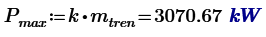 P_max := k • m_tren = 3070.67 kW